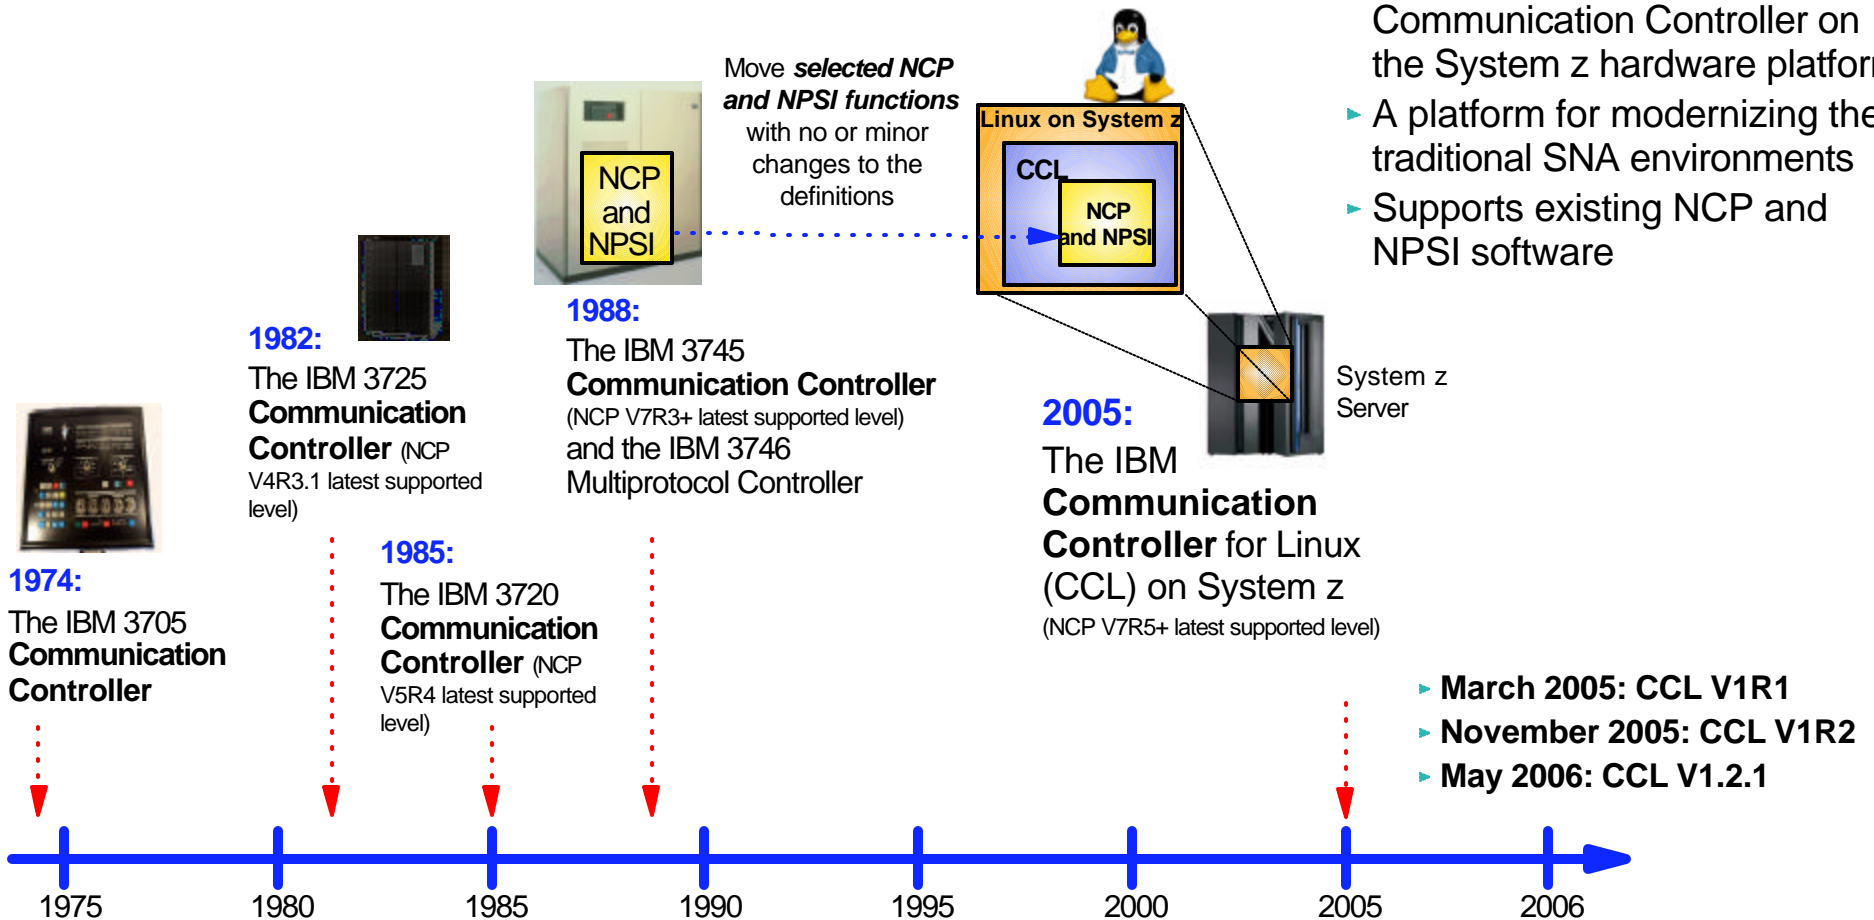 Communication Controller on
the System z hardware platform
► A platform for modernizing the
traditional SNA environments
► Supports existing NCP and
NPSI software
Move selected NCP
and NPSI functions
with no or minor
changes to the
definitions
Linux on System z
CCL
NCP
and NPSI
NCP
and
NPSI
System z
Server
1974:
The IBM 3705
Communication
Controller
1982:
The IBM 3725
Communication
Controller (NCP
V4R3.1 latest supported
level)
1985:
The IBM 3720
Communication
Controller (NCP
V5R4 latest supported
level)
1988:
The IBM 3745
Communication Controller
(NCP V7R3+ latest supported level)
and the IBM 3746
Multiprotocol Controller
2005:
The IBM
Communication
Controller for Linux
(CCL) on System z
(NCP V7R5+ latest supported level)
► March 2005: CCL V1R1
► November 2005: CCL V1R2
► May 2006: CCL V1.2.1
1975
1980
1985
1990
1995
2000
2005
2006